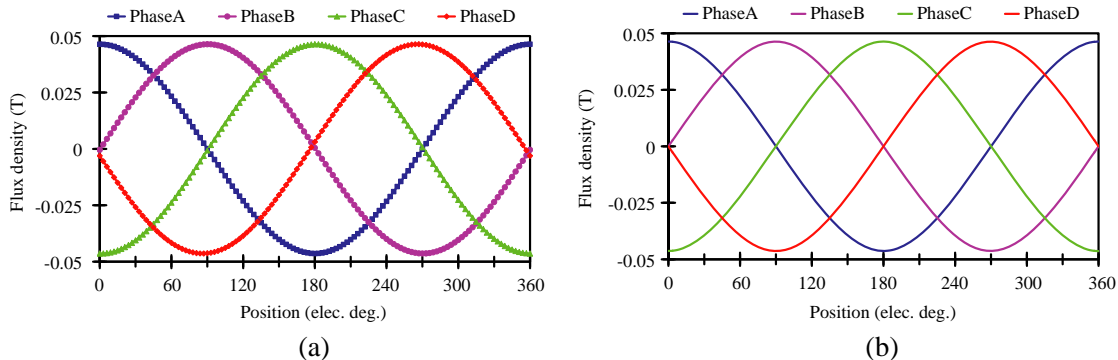 PhaseA PhaseB PhaseC PhaseD
0.05
0.025
0
-0.025
-0.05
Flux density (T)
0 60 120 180 240 300 360
Position (elec. deg.)
(a)
PhaseA PhaseB PhaseC PhaseD
0.05
0.025
0
-0.025
-0.05
Flux density (T)
0 60 120 180 240 300 360
Position (elec. deg.)
(b)